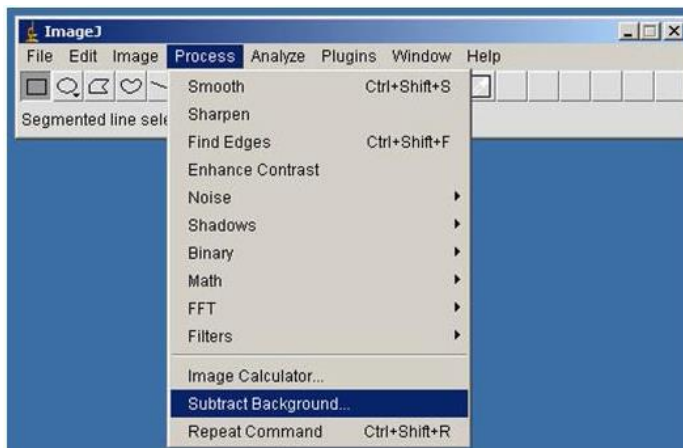 ImageJ
File Edit Image Process Analyze Plugins Window Help
Segmented line sele
Smooth Ctrl+Shift+S
Sharpen
Find Edges Ctrl+Shift+F
Enhance Contrast
Noise
Shadows
Binary
Math
FFT
Filters
Image Calculator...
Subtract Background...
Repeat Command Ctrl+Shift+R